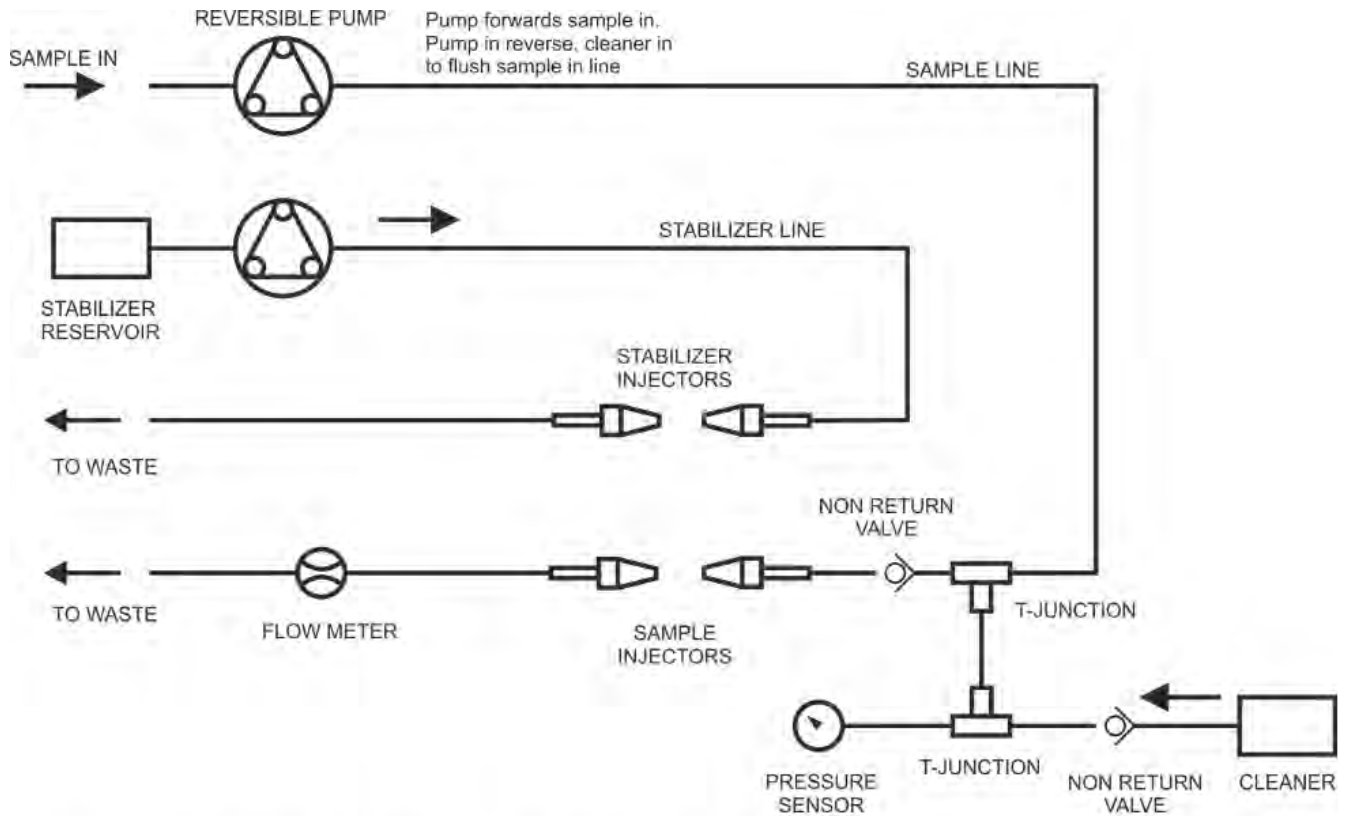 REVERSIBLE PUMP
Pump forwards sample in.
Pump in reverse, cleaner in
to flush sample in line
SAMPLE IN
SAMPLE LINE
STABILIZER LINE
STABILIZER
RESERVOIR
STABILIZER
INJECTORS
TO WASTE
NON RETURN
VALVE
TO WASTE
FLOW METER
SAMPLE
INJECTORS
T-JUNCTION
PRESSURE
SENSOR
T-JUNCTION
NON RETURN
VALVE
CLEANER